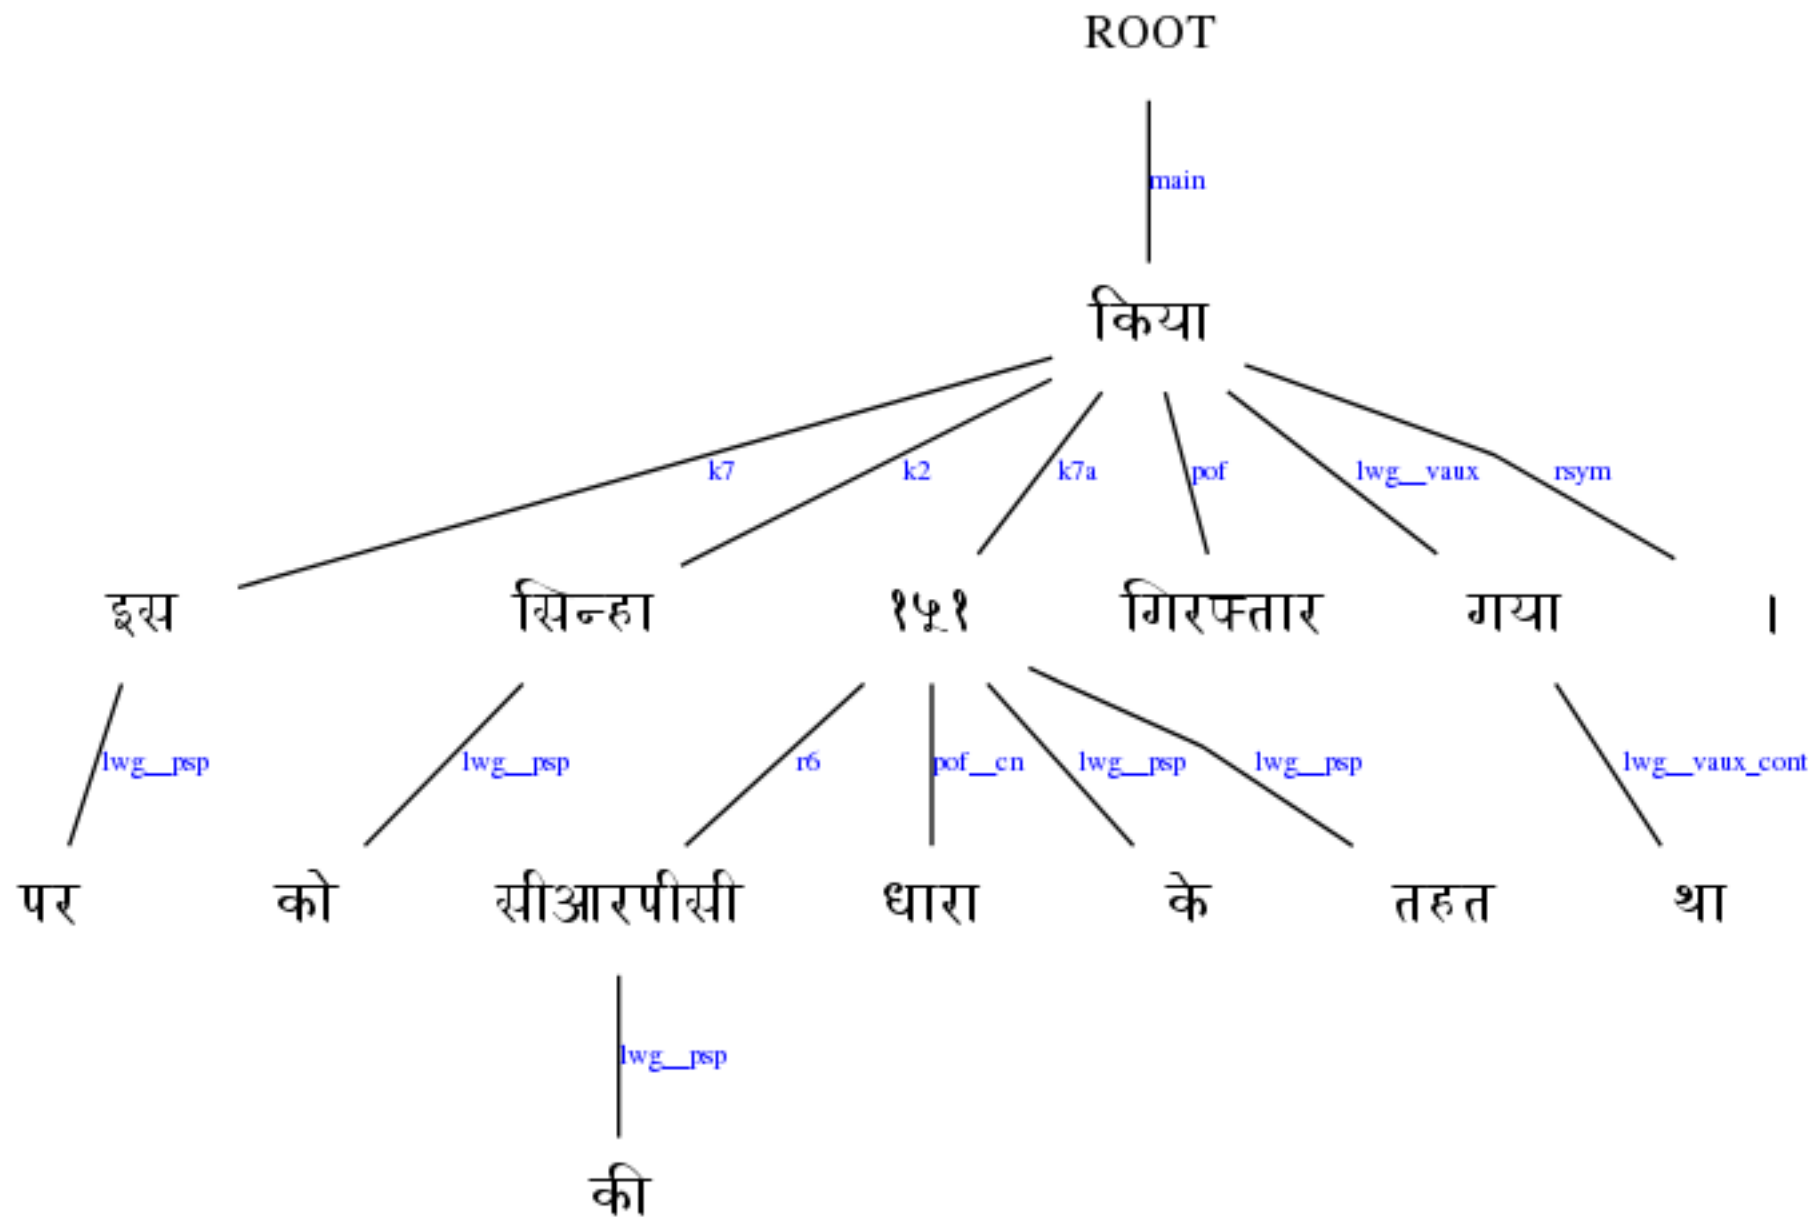 ROOT
main
किया
k7 k2 k7a pof lwg__vaux rsym
इस सिन्हा १५१ गिरफ्तार गया ।
lwg__psp lwg__psp r6 pof__cn lwg__psp lwg__psp lwg__vaux_cont
पर को सीआरपीसी धारा के तहत था
lwg__psp
की